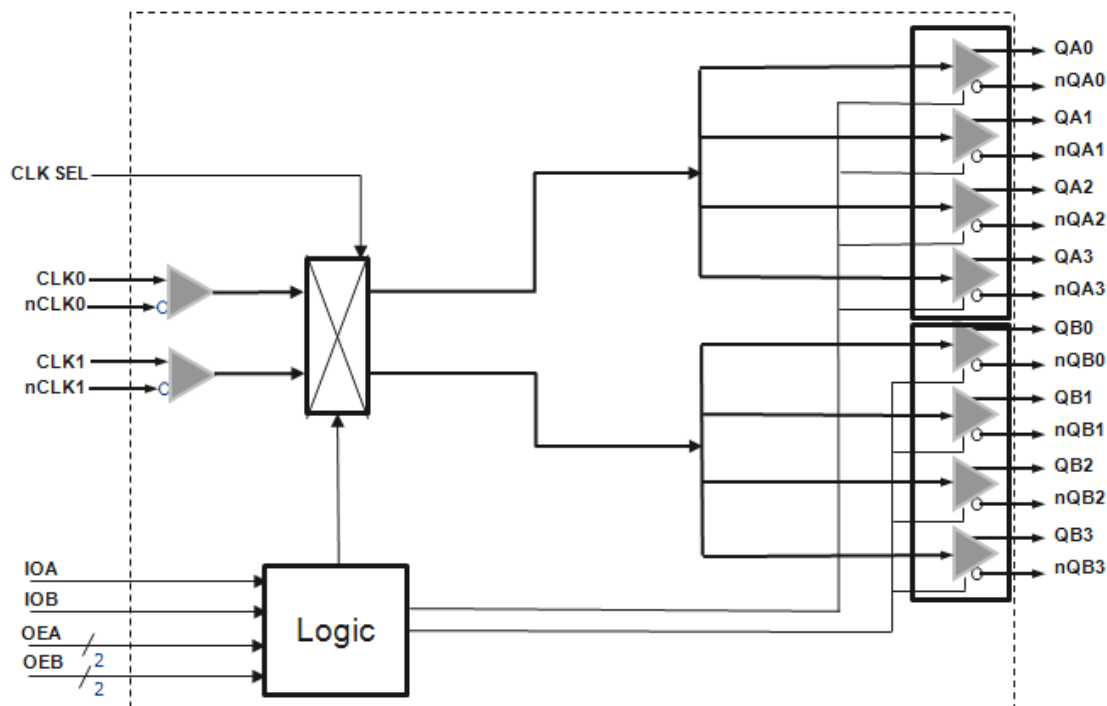 CLK SEL
CLK0
nCLK0
CLK1
nCLK1
IOA
IOB
OEA
2
OEB
2
Logic
QA0
nQA0
QA1
nQA1
QA2
nQA2
QA3
nQA3
QB0
nQB0
QB1
nQB1
QB2
nQB2
QB3
nQB3